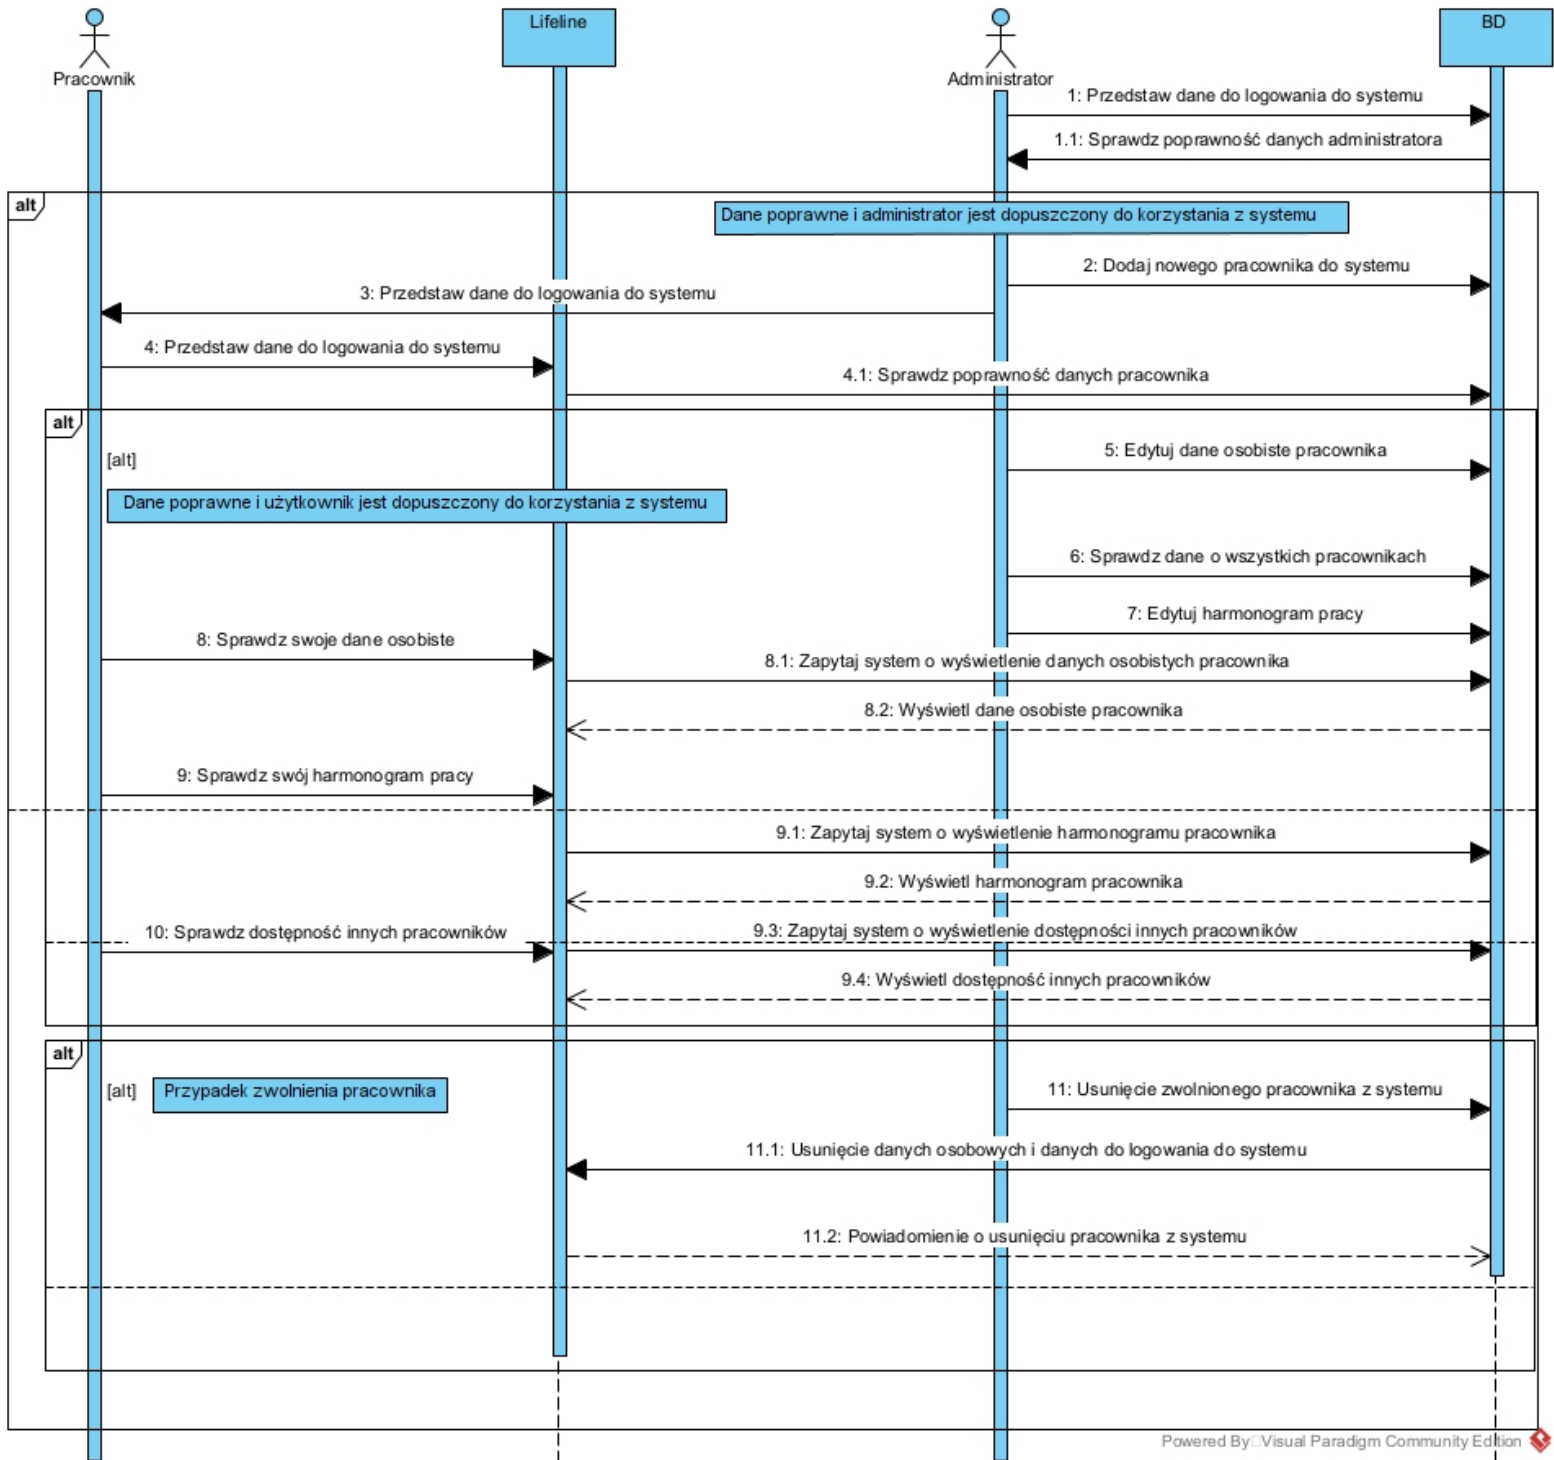 Pracownik
Lifeline
Administrator
BD
1: Przedstaw dane do logowania do systemu
1.1: Sprawdz poprawność danych administratora
alt
Dane poprawne i administrator jest dopuszczony do korzystania z systemu
2: Dodaj nowego pracownika do systemu
3: Przedstaw dane do logowania do systemu
4: Przedstaw dane do logowania do systemu
4.1: Sprawdz poprawność danych pracownika
alt
[alt]
5: Edytuj dane osobiste pracownika
Dane poprawne i użytkownik jest dopuszczony do korzystania z systemu
6: Sprawdz dane o wszystkich pracownikach
7: Edytuj harmonogram pracy
8: Sprawdz swoje dane osobiste
8.1: Zapytaj system o wyświetlenie danych osobistych pracownika
8.2: Wyświetl dane osobiste pracownika
9: Sprawdz swój harmonogram pracy
9.1: Zapytaj system o wyświetlenie harmonogramu pracownika
9.2: Wyświetl harmonogram pracownika
10: Sprawdz dostępność innych pracowników
9.3: Zapytaj system o wyświetlenie dostępności innych pracowników
9.4: Wyświetl dostępność innych pracowników
alt
[alt]
Przypadek zwolnienia pracownika
11: Usunięcie zwolnionego pracownika z systemu
11.1: Usunięcie danych osobowych i danych do logowania do systemu
11.2: Powiadomienie o usunięciu pracownika z systemu
Powered By Visual Paradigm Community Edition